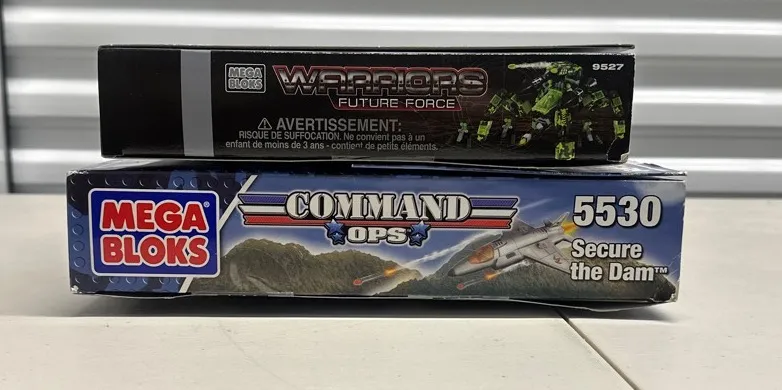 MEGA
BLOKS
WARRIORS
FUTURE FORCE
9527
⚠ AVERTISSEMENT:
RISQUE DE SUFFOCATION. Ne convient pas à un
enfant de moins de 3 ans - contient de petits éléments.
MEGA
BLOKS®
COMMAND
OPS
5530
Secure
the Dam™